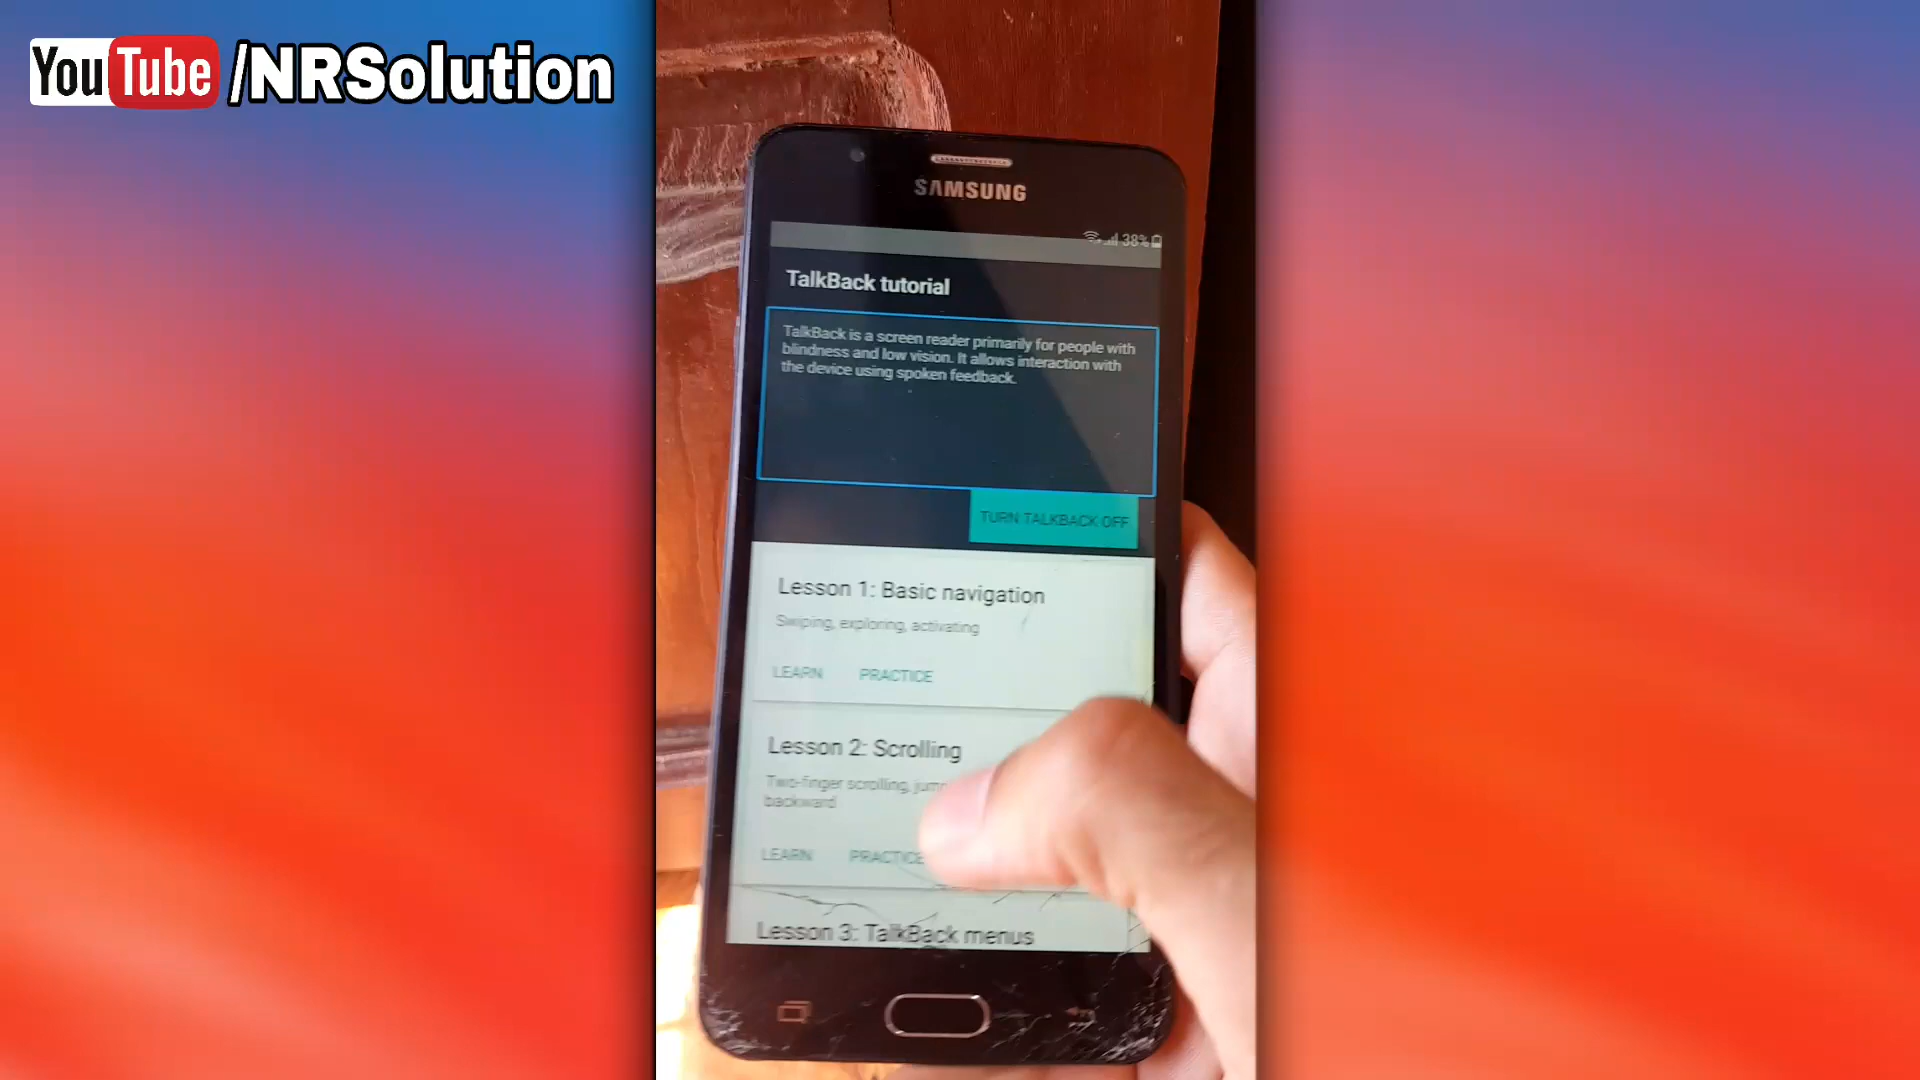 YouTube /NRSolution
SAMSUNG
38%
TalkBack tutorial
TalkBack is a screen reader primarily for people with
blindness and low vision. It allows interaction with
the device using spoken feedback.
TURN TALKBACK OFF
Lesson 1: Basic navigation
Swiping, exploring, activating
LEARN PRACTICE
Lesson 2: Scrolling
Two-finger scrolling,
backward
LEARN PRACTICE
Lesson 3: TalkBack menus